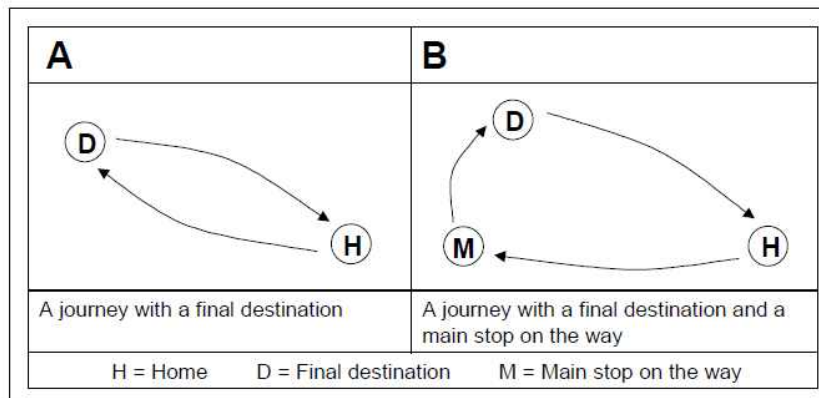 A
B
D
H
D
M
H
A journey with a final destination
A journey with a final destination and a
main stop on the way
H = Home D = Final destination M = Main stop on the way